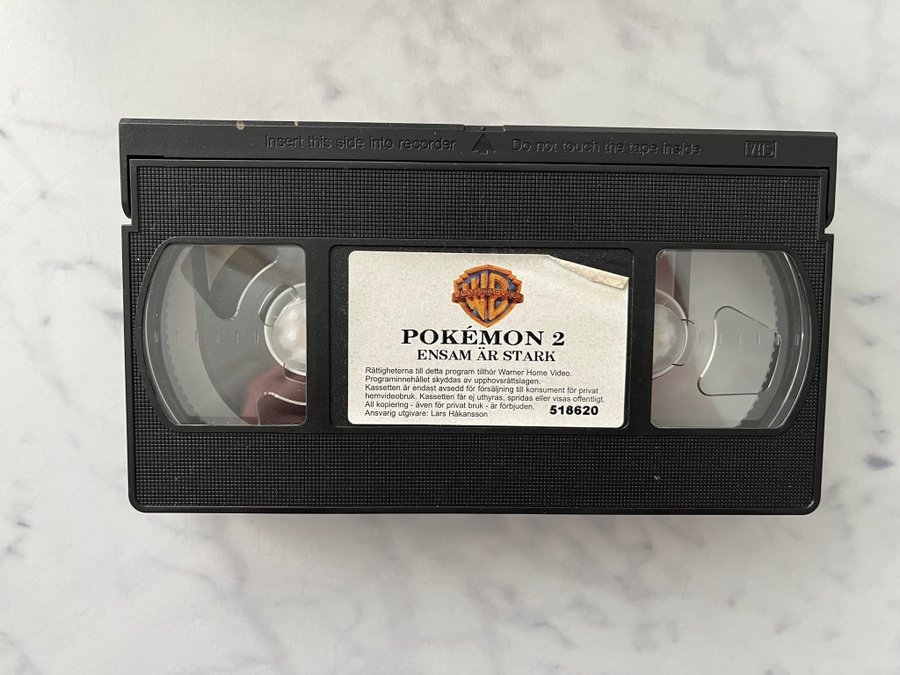 Insert this side into recorder Do not touch the tape inside VHS
WB
POKÉMON 2
ENSAM ÄR STARK
Rättigheterna till detta program tillhör Warner Home Video.
Programinnehållet skyddas av upphovsrättslagen.
Kassetten är endast avsedd för försäljning till konsument för privat
hemvideobruk. Kassetten får ej uthyras, spridas eller visas offentligt.
All kopiering - även för privat bruk - är förbjuden.
Ansvarig utgivare: Lars Håkansson 518620